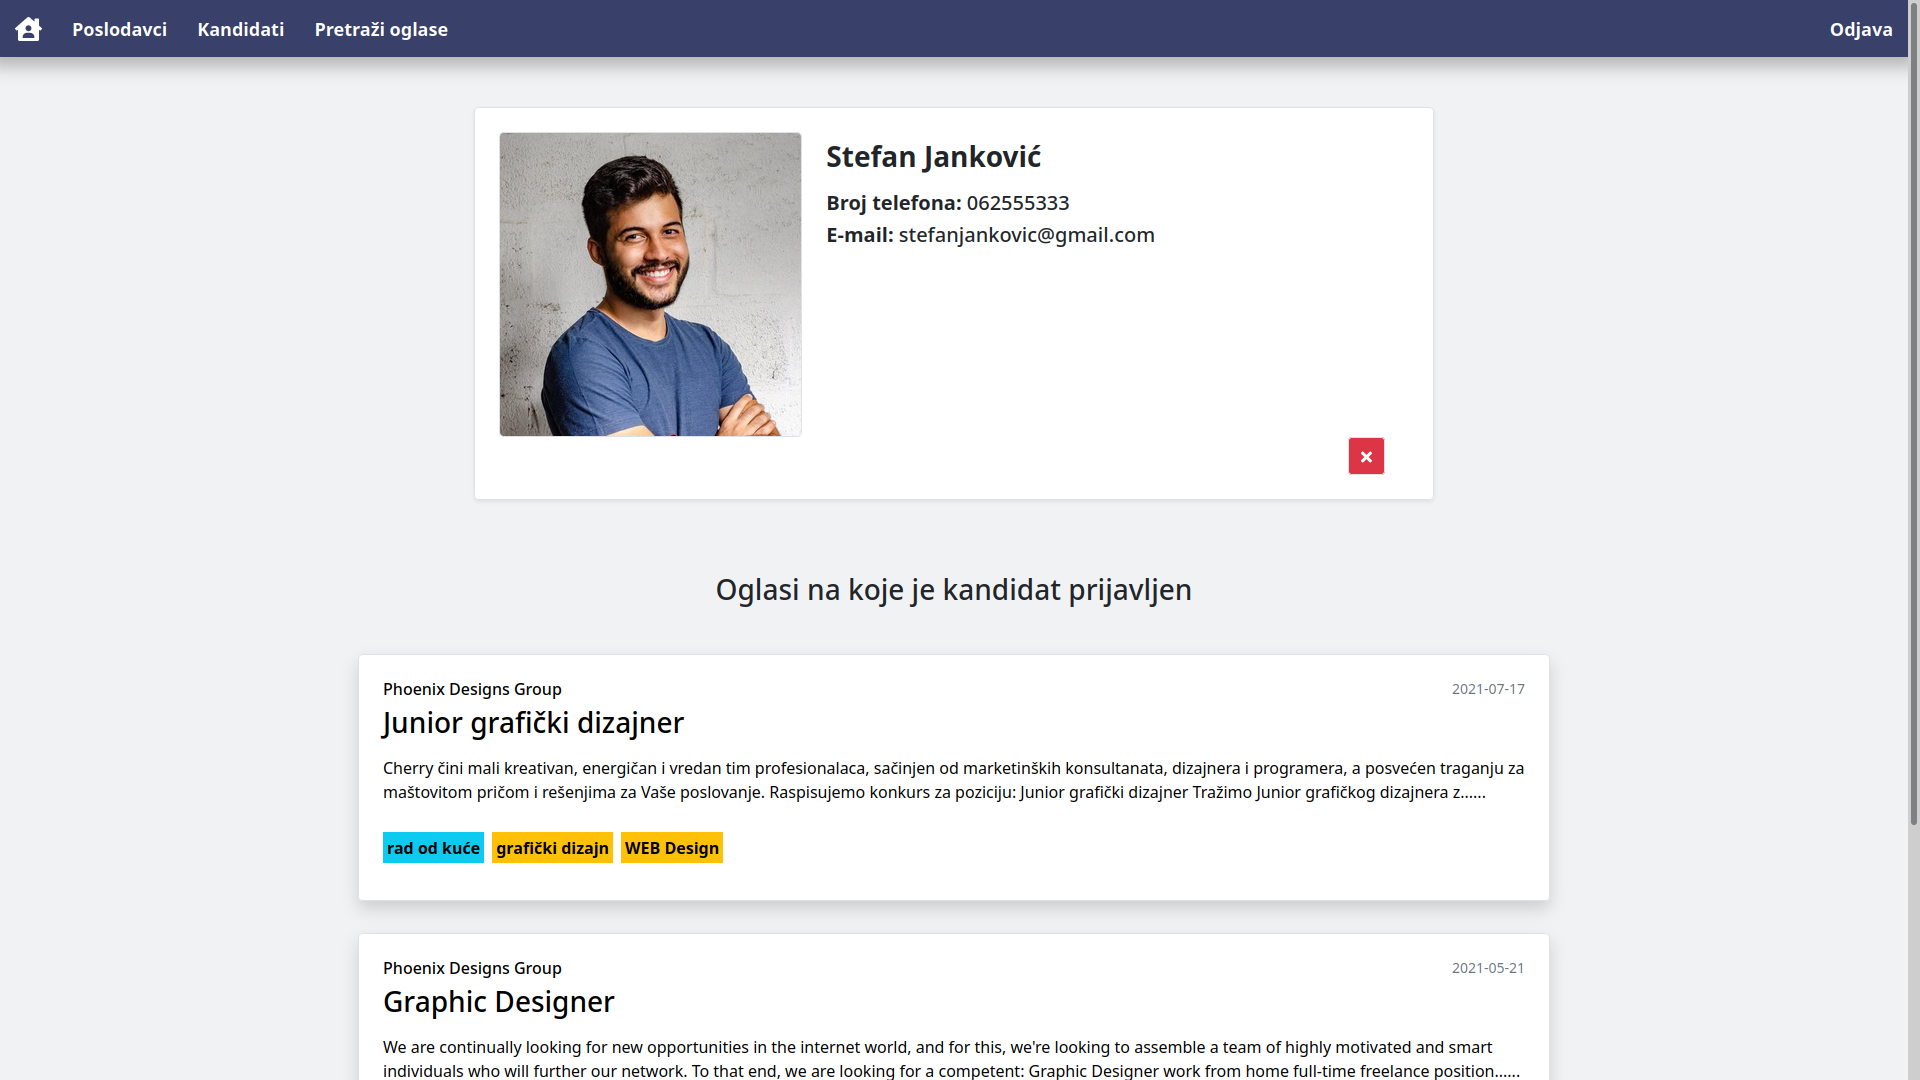 Poslodavci
Kandidati
Pretraži oglase
Odjava
Stefan Janković
Broj telefona: 062555333
E-mail: stefanjankovic@gmail.com
Oglasi na koje je kandidat prijavljen
Phoenix Designs Group
2021-07-17
Junior grafički dizajner
Cherry čini mali kreativan, energičan i vredan tim profesionalaca, sačinjen od marketinških konsultanata, dizajnera i programera, a posvećen traganju za
maštovitom pričom i rešenjima za Vaše poslovanje. Raspisujemo konkurs za poziciju: Junior grafički dizajner Tražimo Junior grafičkog dizajnera z......
rad od kuće
grafički dizajn
WEB Design
Phoenix Designs Group
2021-05-21
Graphic Designer
We are continually looking for new opportunities in the internet world, and for this, we're looking to assemble a team of highly motivated and smart
individuals who will further our network. To that end, we are looking for a competent: Graphic Designer work from home full-time freelance position......